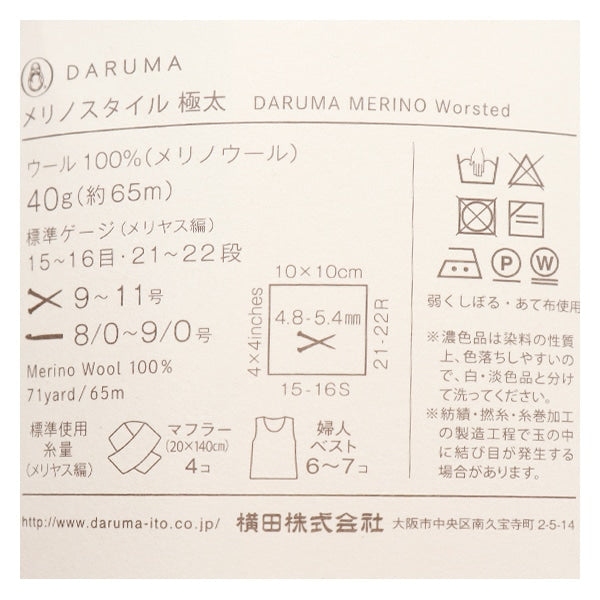 DARUMA
メリノスタイル 極太 DARUMA MERINO Worsted
ウール 100%(メリノウール)
40g(約65m)
標準ゲージ(メリヤス編)
15~16目・21~22段
9~11号
8/0~9/0号
Merino Wool 100%
71yard/65m
10×10cm
4×4inches
4.8-5.4mm
21-22R
15-16S
P
W
弱くしぼる・あて布使用
※濃色品は染料の性質
上、色落ちしやすいの
で、白・淡色品と分け
て洗ってください。
※紡績・撚糸・糸巻加工
の製造工程で玉の中
に結び目が発生する
場合があります。
標準使用
糸量
(メリヤス編)
マフラー
(20×140cm)
4コ
婦人
ベスト
6~7コ
http://www.daruma-ito.co.jp/ 横田株式会社 大阪市中央区南久宝寺町2-5-14